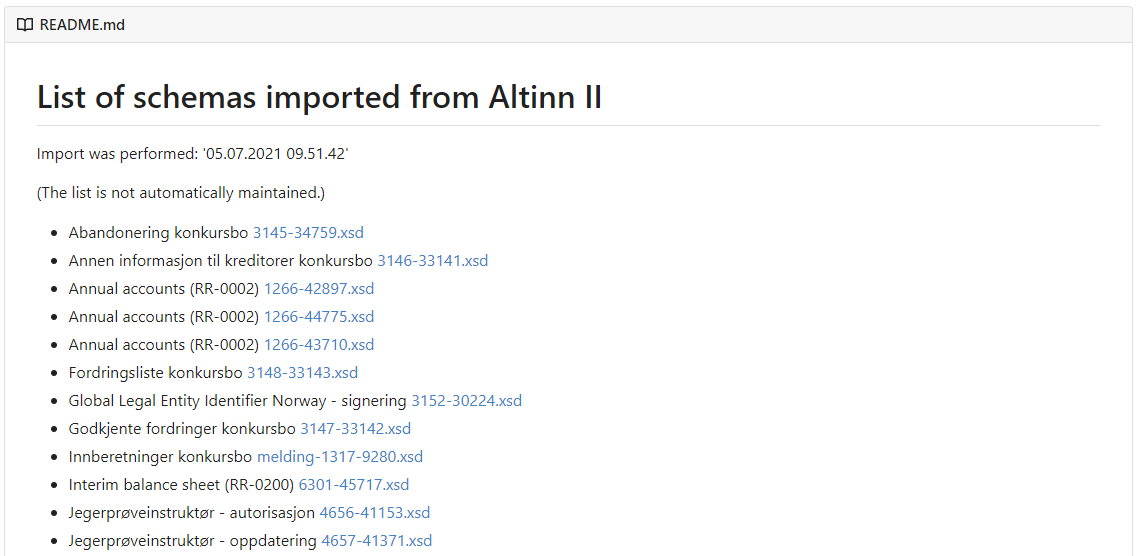 README.md
List of schemas imported from Altinn II
Import was performed: '05.07.2021 09.51.42'
(The list is not automatically maintained.)
• Abandonering konkursbo 3145-34759.xsd
• Annen informasjon til kreditorer konkursbo 3146-33141.xsd
• Annual accounts (RR-0002) 1266-42897.xsd
• Annual accounts (RR-0002) 1266-44775.xsd
• Annual accounts (RR-0002) 1266-43710.xsd
• Fordringsliste konkursbo 3148-33143.xsd
• Global Legal Entity Identifier Norway - signering 3152-30224.xsd
• Godkjente fordringer konkursbo 3147-33142.xsd
• Innberetninger konkursbo melding-1317-9280.xsd
• Interim balance sheet (RR-0200) 6301-45717.xsd
• Jegerprøveinstruktør - autorisasjon 4656-41153.xsd
• Jegerprøveinstruktør - oppdatering 4657-41371.xsd